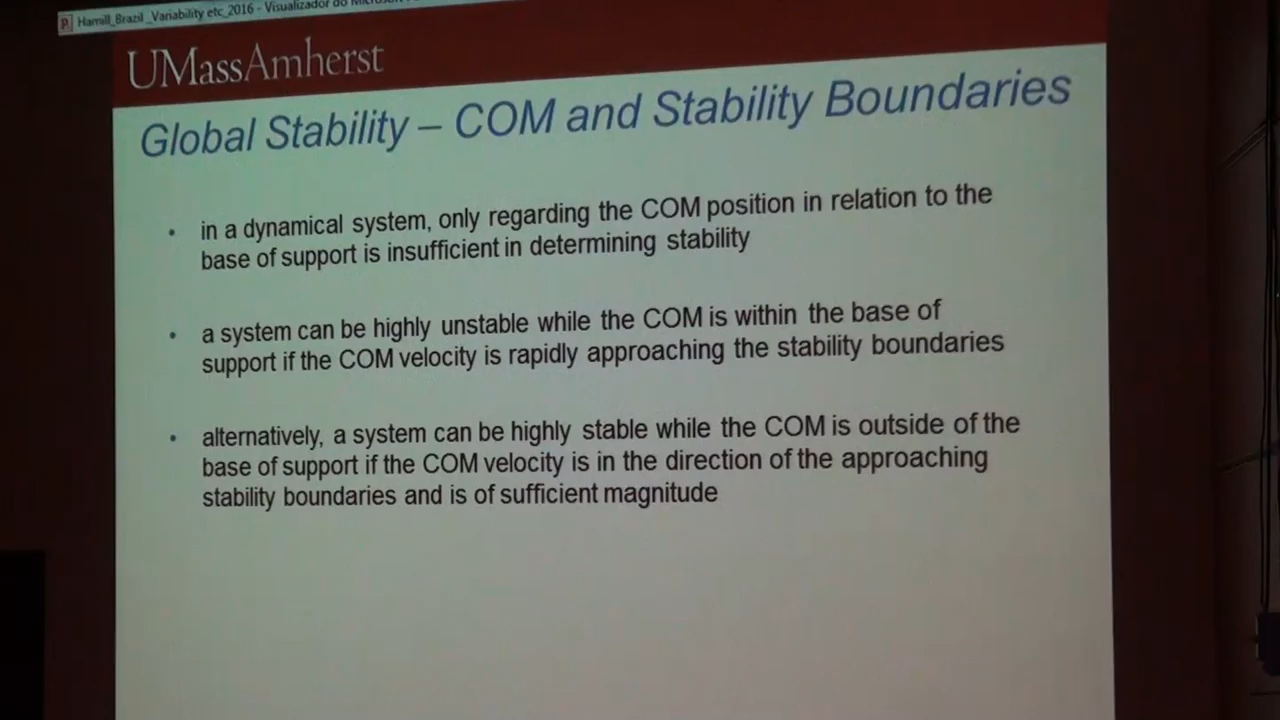 Hamill_Brazil _Variability etc_2016 - Visualizador do
UMassAmherst
Global Stability – COM and Stability Boundaries
• in a dynamical system, only regarding the COM position in relation to the
base of support is insufficient in determining stability
• a system can be highly unstable while the COM is within the base of
support if the COM velocity is rapidly approaching the stability boundaries
• alternatively, a system can be highly stable while the COM is outside of the
base of support if the COM velocity is in the direction of the approaching
stability boundaries and is of sufficient magnitude